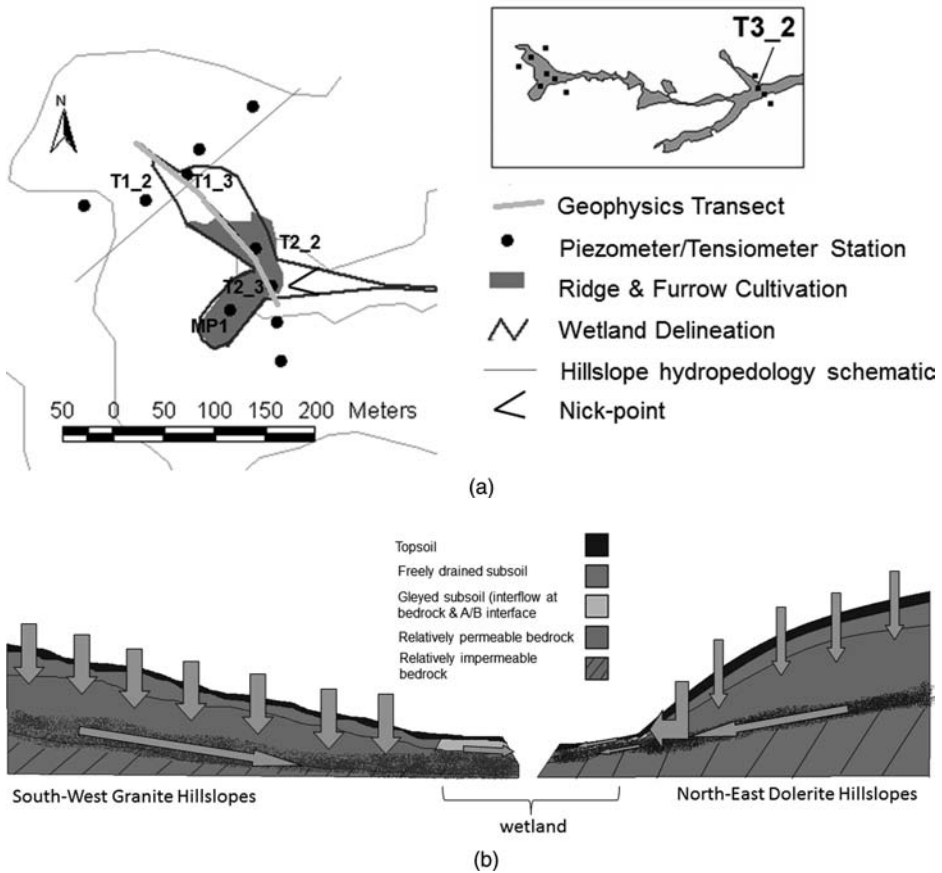 T3_2
N
T1_2
T1_3
T2_2
T2_3
MP1
50 0 50 100 150 200 Meters
Geophysics Transect
Piezometer/Tensiometer Station
Ridge & Furrow Cultivation
Wetland Delineation
Hillslope hydropedology schematic
Nick-point
(a)
Topsoil
Freely drained subsoil
Gleyed subsoil (interflow at
bedrock & A/B interface
Relatively permeable bedrock
Relatively impermeable
bedrock
South-West Granite Hillslopes
North-East Dolerite Hillslopes
wetland
(b)